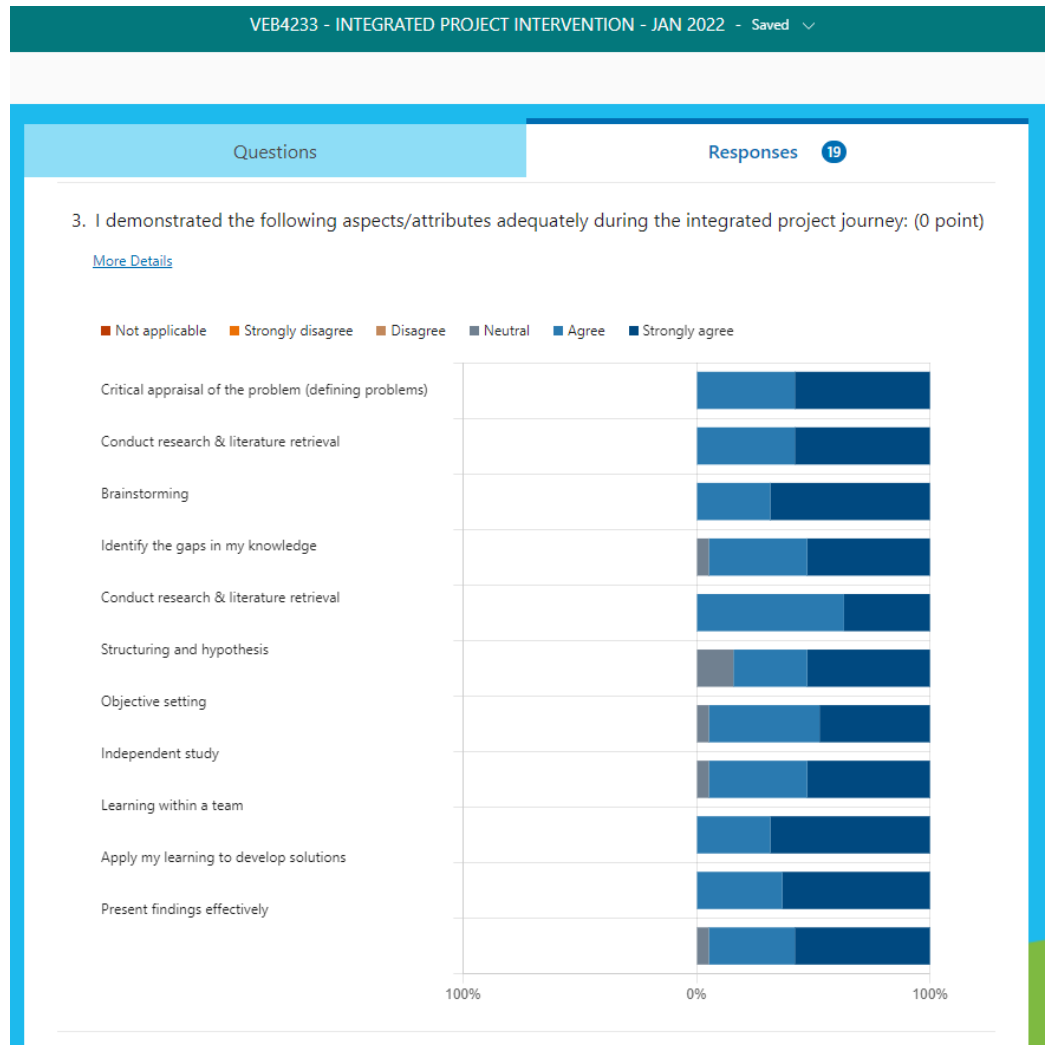 VEB4233 - INTEGRATED PROJECT INTERVENTION - JAN 2022 - Saved
Questions
Responses 19
3. I demonstrated the following aspects/attributes adequately during the integrated project journey: (0 point)
More Details
Not applicable Strongly disagree Disagree Neutral Agree Strongly agree
Critical appraisal of the problem (defining problems)
Conduct research & literature retrieval
Brainstorming
Identify the gaps in my knowledge
Conduct research & literature retrieval
Structuring and hypothesis
Objective setting
Independent study
Learning within a team
Apply my learning to develop solutions
Present findings effectively
100% 0% 100%